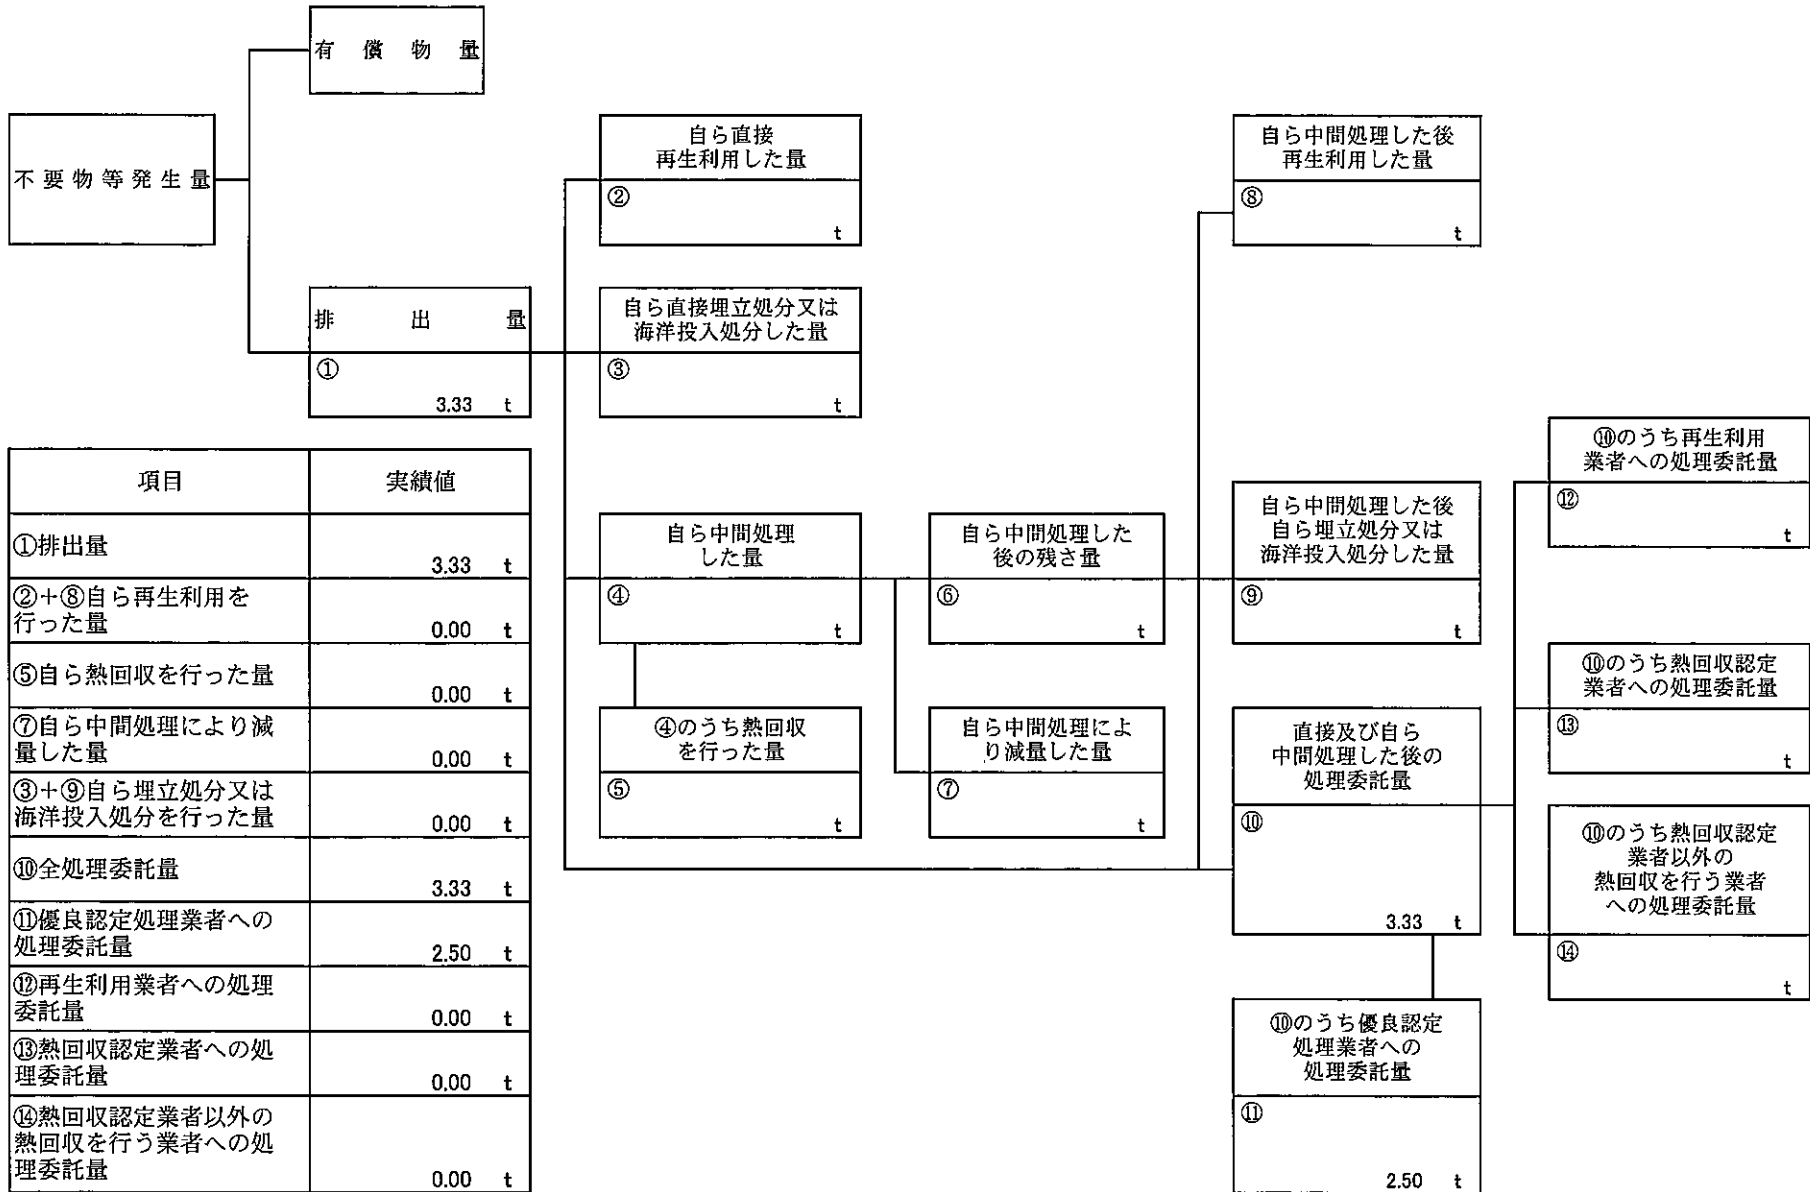 有償物量
不要物等発生量
自ら直接
再生利用した量
②
t
自ら中間処理した後
再生利用した量
⑧
t
排出量
①
3.33 t
自ら直接埋立処分又は
海洋投入処分した量
③
t
項目 実績値
①排出量
3.33 t
②+⑧自ら再生利用を
行った量
0.00 t
⑤自ら熱回収を行った量
0.00 t
⑦自ら中間処理により減
量した量
0.00 t
③+⑨自ら埋立処分又は
海洋投入処分を行った量
0.00 t
⑩全処理委託量
3.33 t
⑪優良認定処理業者への
処理委託量
2.50 t
⑫再生利用業者への処理
委託量
0.00 t
⑬熱回収認定業者への処
理委託量
0.00 t
⑭熱回収認定業者以外の
熱回収を行う業者への処
理委託量
0.00 t
自ら中間処理
した量
④
t
④のうち熱回収
を行った量
⑤
t
自ら中間処理した
後の残さ量
⑥
t
自ら中間処理によ
り減量した量
⑦
t
自ら中間処理した後
自ら埋立処分又は
海洋投入処分した量
⑨
t
直接及び自ら
中間処理した後の
処理委託量
⑩
3.33 t
⑩のうち優良認定
処理業者への
処理委託量
⑪
2.50 t
⑩のうち再生利用
業者への処理委託量
⑫
t
⑩のうち熱回収認定
業者への処理委託量
⑬
t
⑩のうち熱回収認定
業者以外の
熱回収を行う業者
への処理委託量
⑭
t